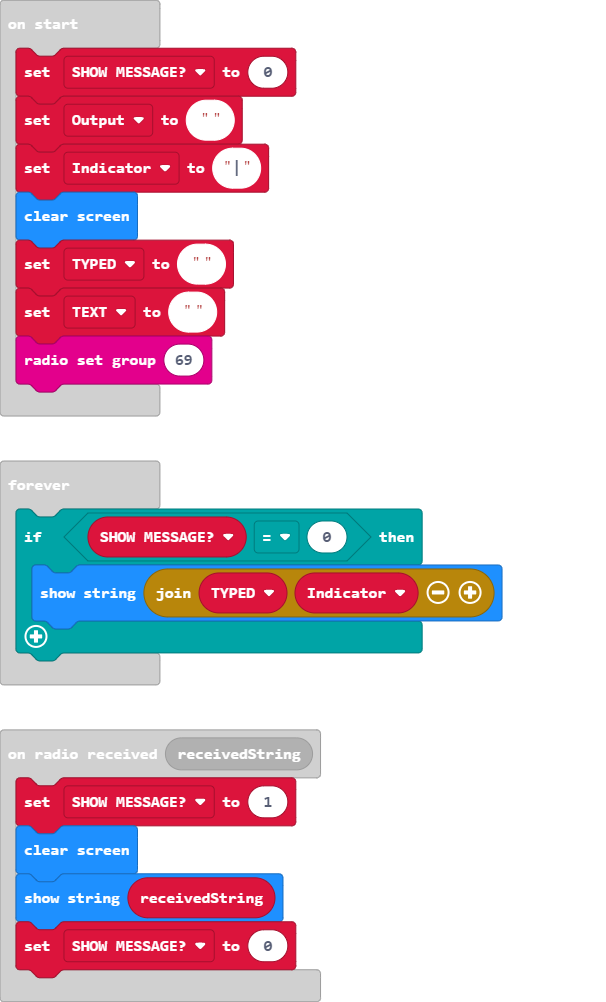 on start
set SHOW MESSAGE? to 0
set Output to " "
set Indicator to "|"
clear screen
set TYPED to " "
set TEXT to " "
radio set group 69
forever
if SHOW MESSAGE? = 0 then
show string join TYPED Indicator
on radio received receivedString
set SHOW MESSAGE? to 1
clear screen
show string receivedString
set SHOW MESSAGE? to 0